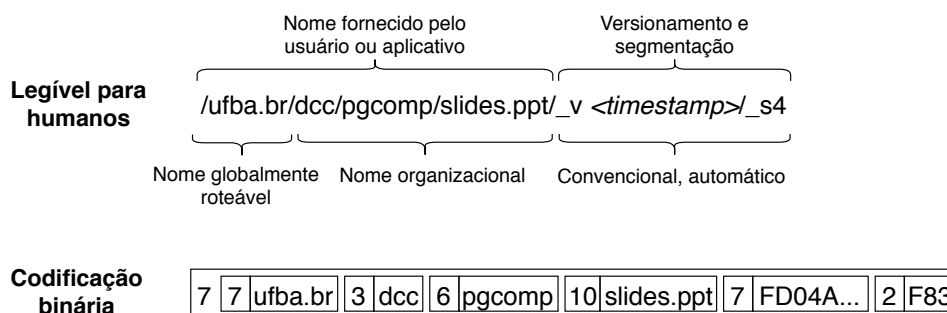 Nome fornecido pelo
usuário ou aplicativo
Versionamento e
segmentação
Legível para
humanos
/ufba.br/dcc/pgcomp/slides.ppt/_v <timestamp>/_s4
Nome globalmente
roteável
Nome organizacional
Convencional, automático
Codificação
binária
7 7 ufba.br 3 dcc 6 pgcomp 10 slides.ppt 7 FD04A... 2 F83